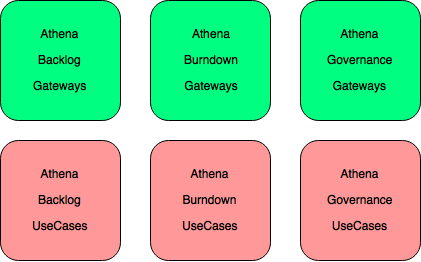 Athena
Backlog
Gateways
Athena
Burndown
Gateways
Athena
Governance
Gateways
Athena
Backlog
UseCases
Athena
Burndown
UseCases
Athena
Governance
UseCases